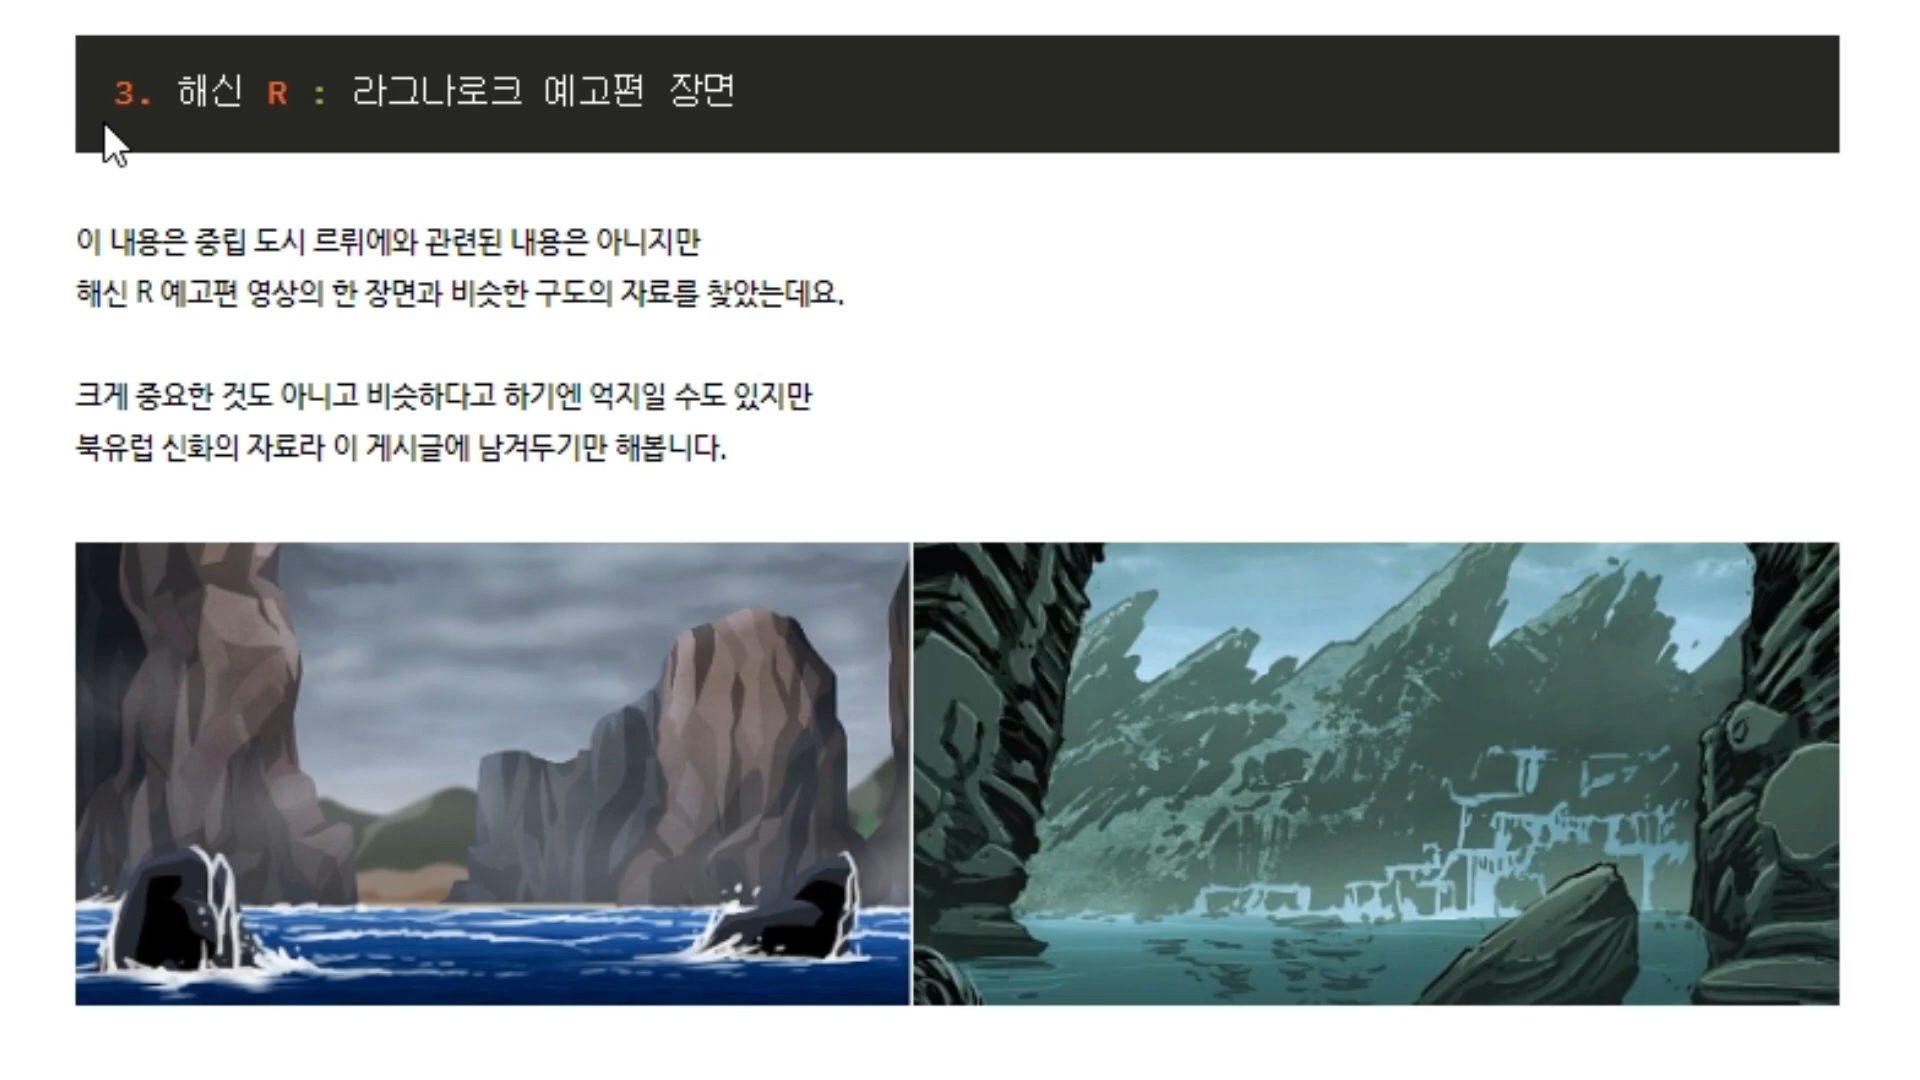 3. 해신 R : 라그나로크 예고편 장면
이 내용은 중립 도시 르뤼에와 관련된 내용은 아니지만
해신 R 예고편 영상의 한 장면과 비슷한 구도의 자료를 찾았는데요.
크게 중요한 것도 아니고 비슷하다고 하기엔 억지일 수도 있지만
북유럽 신화의 자료라 이 게시글에 남겨두기만 해봅니다.